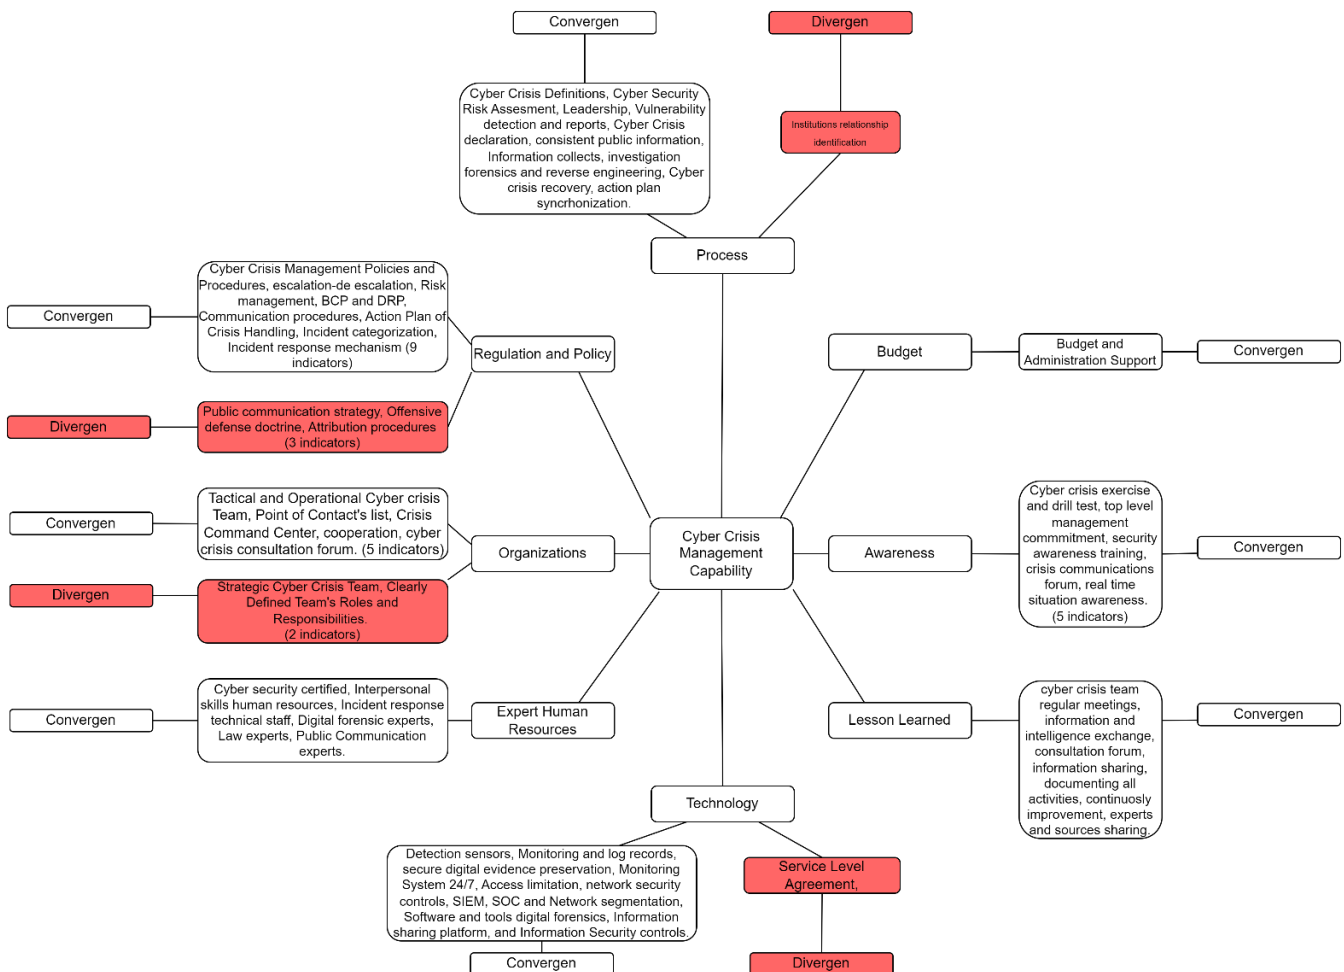 Convergen
Divergen
Cyber Crisis Definitions, Cyber Security
Risk Assesment, Leadership, Vulnerability
detection and reports, Cyber Crisis
declaration, consistent public information,
Information collects, investigation
forensics and reverse engineering, Cyber
crisis recovery, action plan
syncrhonization.
Institutions relationship
identification
Process
Cyber Crisis Management Policies and
Procedures, escalation-de escalation, Risk
management, BCP and DRP,
Communication procedures, Action Plan of
Crisis Handling, Incident categorization,
Incident response mechanism (9
indicators)
Convergen
Regulation and Policy
Divergen
Public communication strategy, Offensive
defense doctrine, Attribution procedures
(3 indicators)
Budget
Budget and
Administration Support
Convergen
Convergen
Tactical and Operational Cyber crisis
Team, Point of Contact's list, Crisis
Command Center, cooperation, cyber
crisis consultation forum. (5 indicators)
Organizations
Divergen
Strategic Cyber Crisis Team, Clearly
Defined Team's Roles and
Responsibilities.
(2 indicators)
Cyber Crisis
Management
Capability
Awareness
Cyber crisis exercise
and drill test, top level
management
commmitment, security
awareness training,
crisis communications
forum, real time
situation awareness.
(5 indicators)
Convergen
Convergen
Cyber security certified, Interpersonal
skills human resources, Incident response
technical staff, Digital forensic experts,
Law experts, Public Communication
experts.
Expert Human
Resources
Lesson Learned
cyber crisis team
regular meetings,
information and
intelligence exchange,
consultation forum,
information sharing,
documenting all
activities, continuosly
improvement, experts
and sources sharing.
Convergen
Technology
Detection sensors, Monitoring and log records,
secure digital evidence preservation, Monitoring
System 24/7, Access limitation, network security
controls, SIEM, SOC and Network segmentation,
Software and tools digital forensics, Information
sharing platform, and Information Security controls.
Service Level
Agreement,
Convergen
Divergen